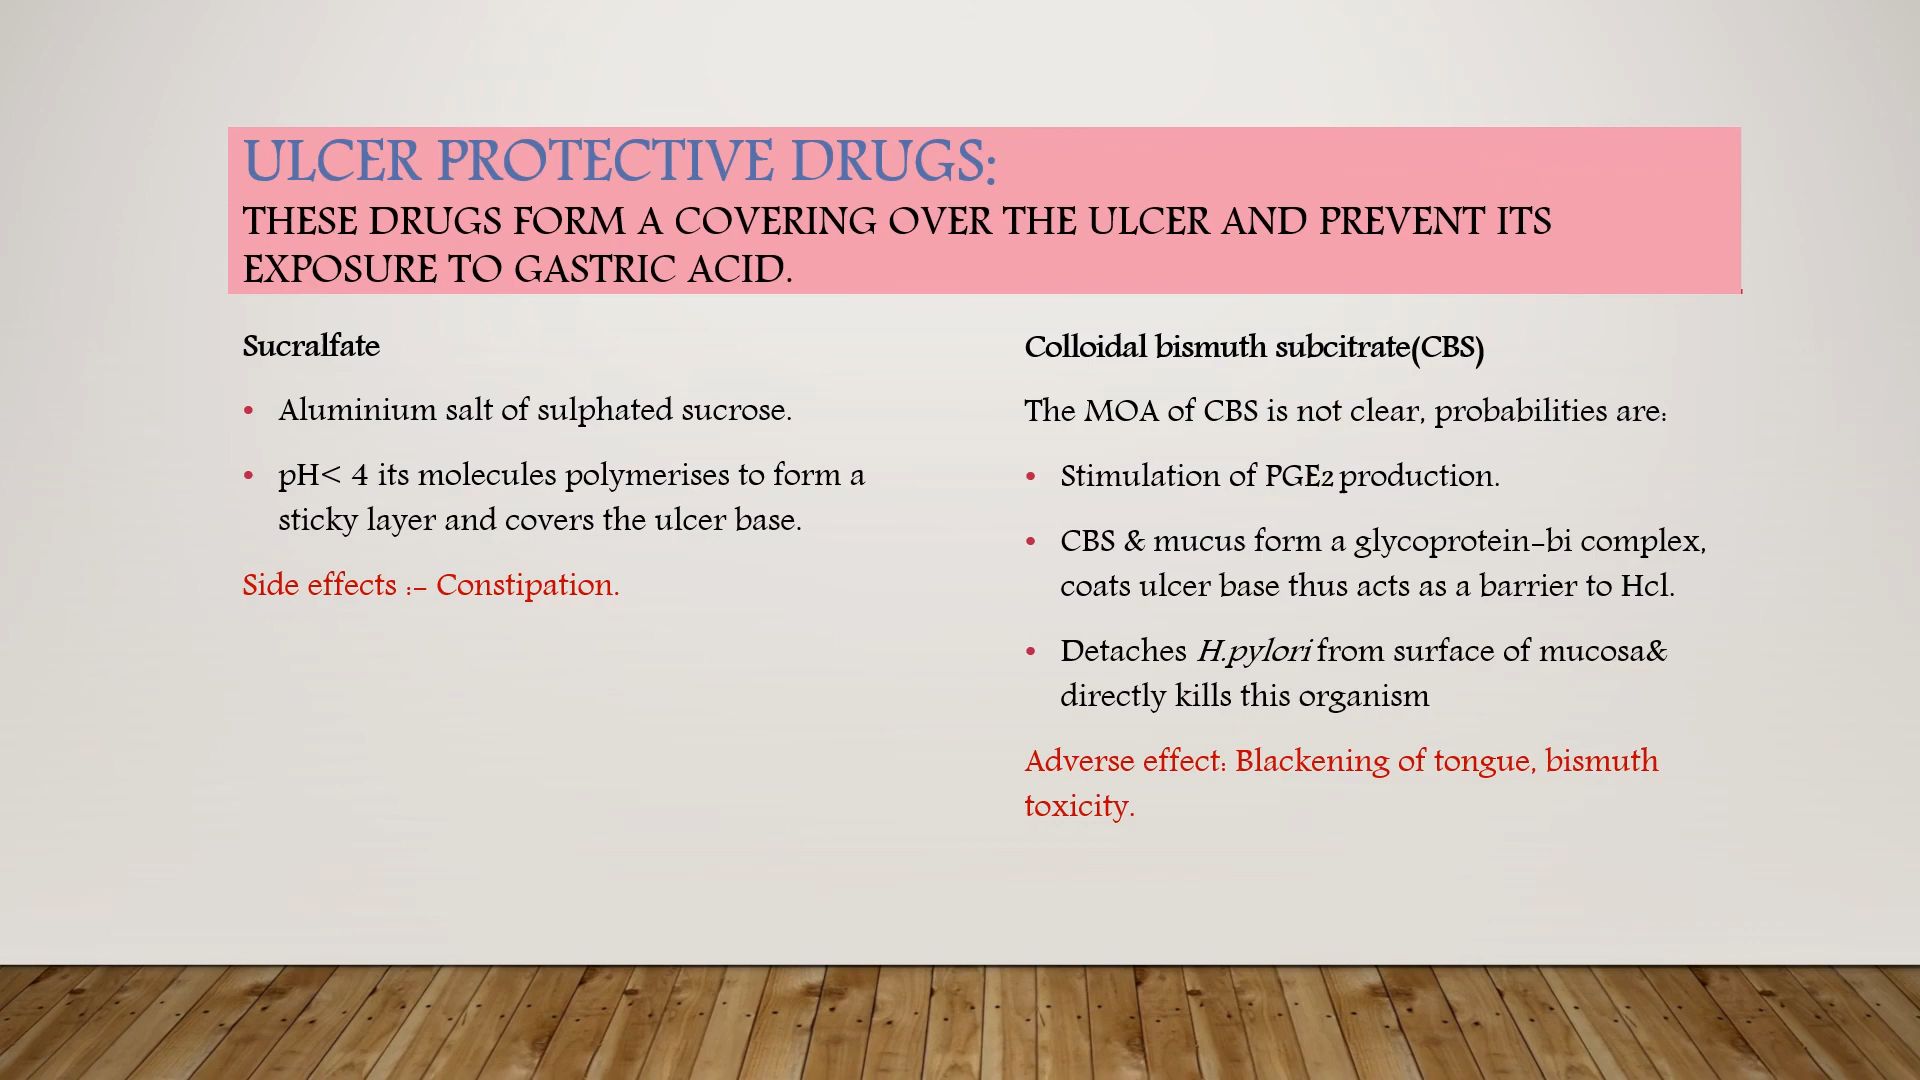 ULCER PROTECTIVE DRUGS:
THESE DRUGS FORM A COVERING OVER THE ULCER AND PREVENT ITS
EXPOSURE TO GASTRIC ACID.
Sucralfate
• Aluminium salt of sulphated sucrose.
• pH< 4 its molecules polymerises to form a
sticky layer and covers the ulcer base.
Side effects :- Constipation.
Colloidal bismuth subcitrate(CBS)
The MOA of CBS is not clear, probabilities are:
• Stimulation of PGE2 production.
• CBS & mucus form a glycoprotein-bi complex,
coats ulcer base thus acts as a barrier to Hcl.
• Detaches H.pylori from surface of mucosa&
directly kills this organism
Adverse effect: Blackening of tongue, bismuth
toxicity.